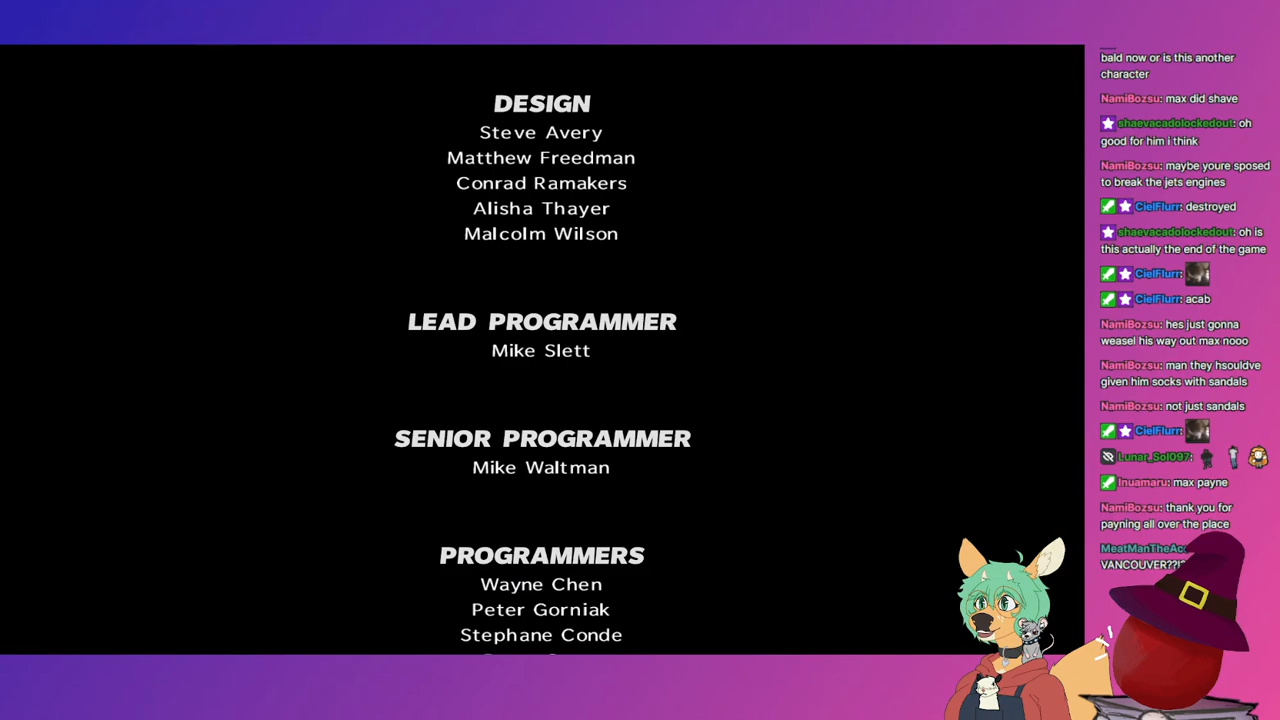 DESIGN
Steve Avery
Matthew Freedman
Conrad Ramakers
Alisha Thayer
Malcolm Wilson
LEAD PROGRAMMER
Mike Slett
SENIOR PROGRAMMER
Mike Waltman
PROGRAMMERS
Wayne Chen
Peter Gorniak
Stephane Conde
bald now or is this another
character
NamiBozsu: max did shave
shaevacadolockedout: oh
good for him i think
NamiBozsu: maybe youre sposed
to break the jets engines
CielFlurr: destroyed
shaevacadolockedout: oh is
this actually the end of the game
CielFlurr:
CielFlurr: acab
NamiBozsu: hes just gonna
weasel his way out max nooo
NamiBozsu: man they hsouldve
given him socks with sandals
NamiBozsu: not just sandals
CielFlurr:
Lunar_Sol097:
Inuamaru: max payne
NamiBozsu: thank you for
payning all over the place
VANCOUVER??!?